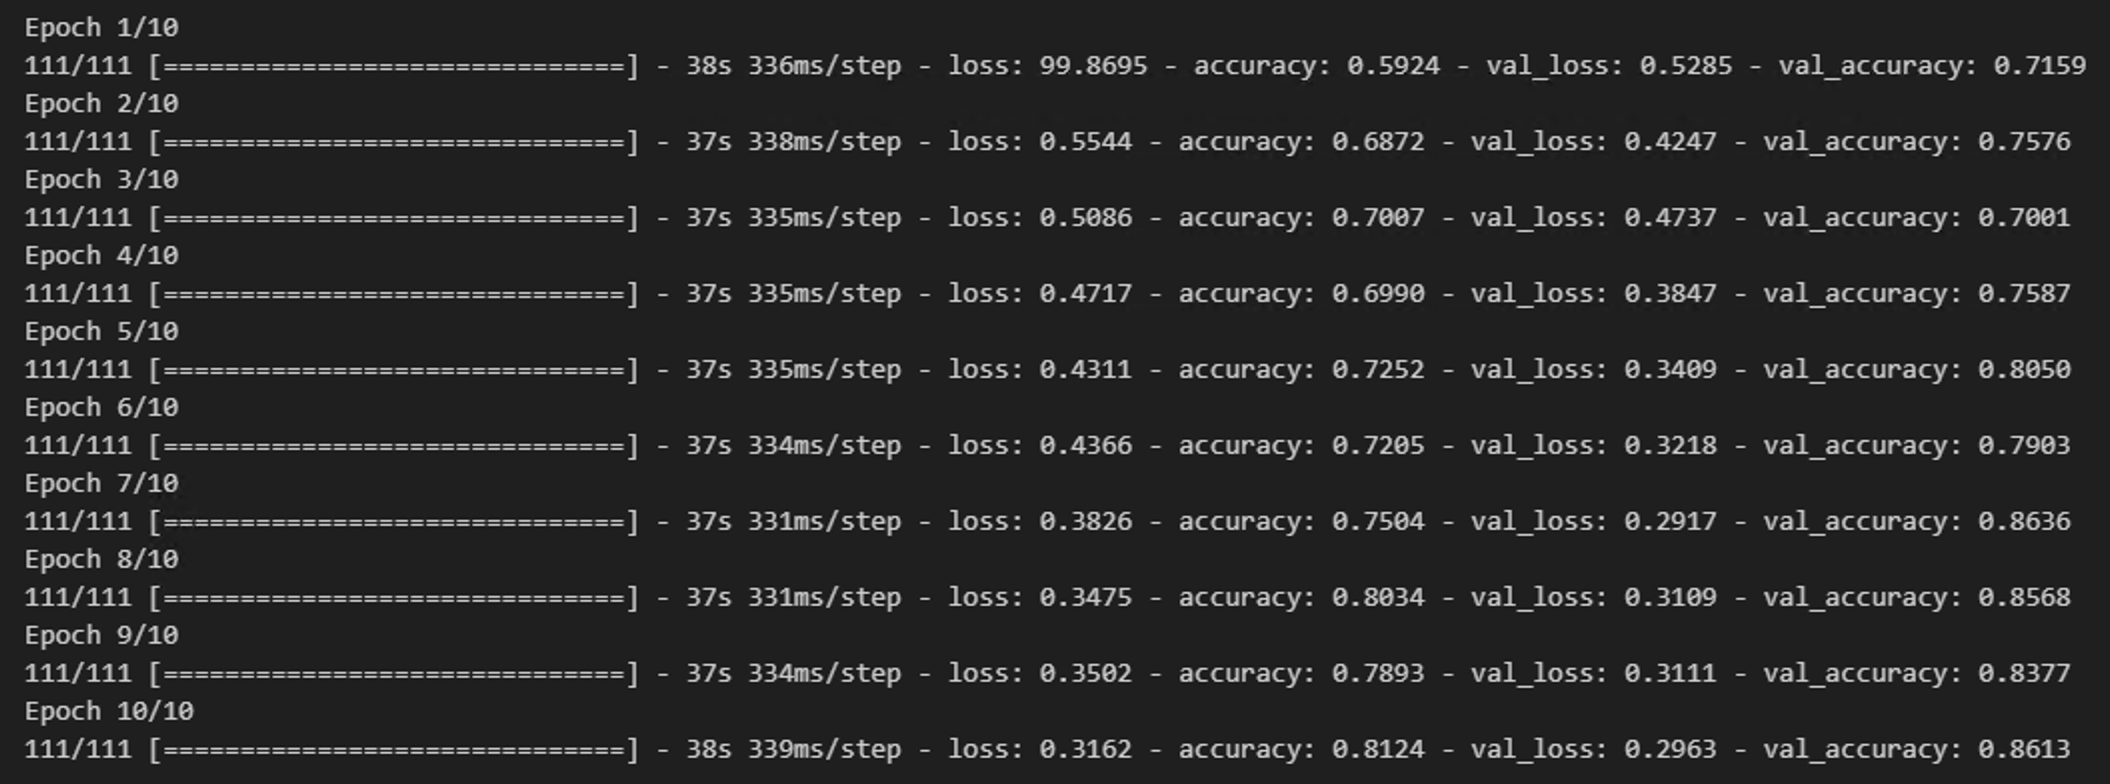 Epoch 1/10
111/111 [==============================] - 38s 336ms/step - loss: 99.8695 - accuracy: 0.5924 - val_loss: 0.5285 - val_accuracy: 0.7159
Epoch 2/10
111/111 [==============================] - 37s 338ms/step - loss: 0.5544 - accuracy: 0.6872 - val_loss: 0.4247 - val_accuracy: 0.7576
Epoch 3/10
111/111 [==============================] - 37s 335ms/step - loss: 0.5086 - accuracy: 0.7007 - val_loss: 0.4737 - val_accuracy: 0.7001
Epoch 4/10
111/111 [==============================] - 37s 335ms/step - loss: 0.4717 - accuracy: 0.6990 - val_loss: 0.3847 - val_accuracy: 0.7587
Epoch 5/10
111/111 [==============================] - 37s 335ms/step - loss: 0.4311 - accuracy: 0.7252 - val_loss: 0.3409 - val_accuracy: 0.8050
Epoch 6/10
111/111 [==============================] - 37s 334ms/step - loss: 0.4366 - accuracy: 0.7205 - val_loss: 0.3218 - val_accuracy: 0.7903
Epoch 7/10
111/111 [==============================] - 37s 331ms/step - loss: 0.3826 - accuracy: 0.7504 - val_loss: 0.2917 - val_accuracy: 0.8636
Epoch 8/10
111/111 [==============================] - 37s 331ms/step - loss: 0.3475 - accuracy: 0.8034 - val_loss: 0.3109 - val_accuracy: 0.8568
Epoch 9/10
111/111 [==============================] - 37s 334ms/step - loss: 0.3502 - accuracy: 0.7893 - val_loss: 0.3111 - val_accuracy: 0.8377
Epoch 10/10
111/111 [==============================] - 38s 339ms/step - loss: 0.3162 - accuracy: 0.8124 - val_loss: 0.2963 - val_accuracy: 0.8613